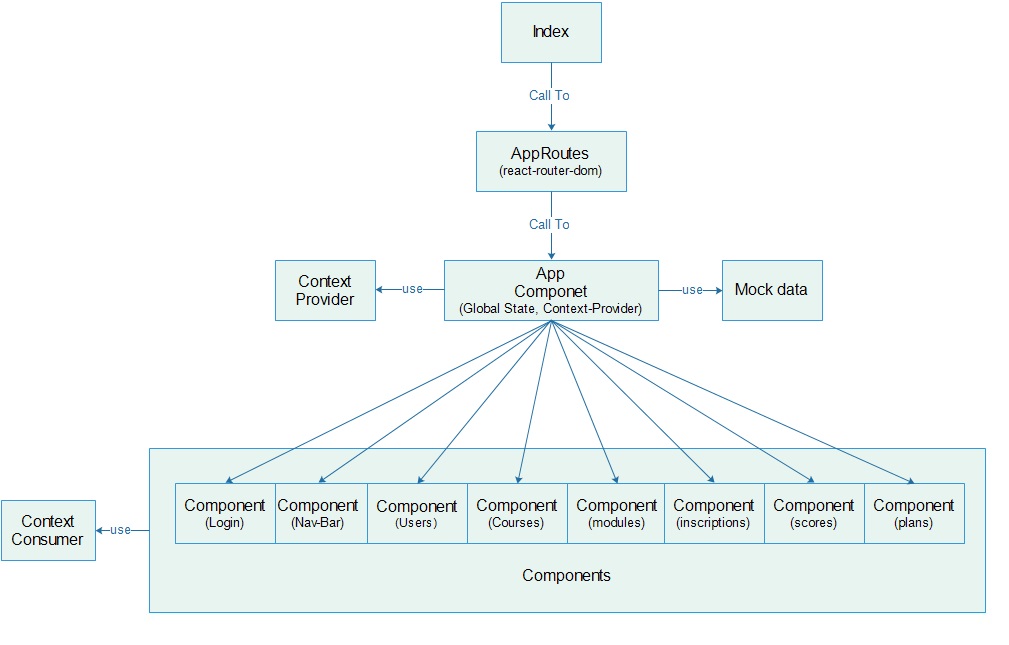 Index
Call To
AppRoutes
(react-router-dom)
Call To
Context
Provider
use
App
Componet
(Global State, Context-Provider)
use
Mock data
Component
(Login)
Component
(Nav-Bar)
Component
(Users)
Component
(Courses)
Component
(modules)
Component
(inscriptions)
Component
(scores)
Component
(plans)
Context
Consumer
use
Components